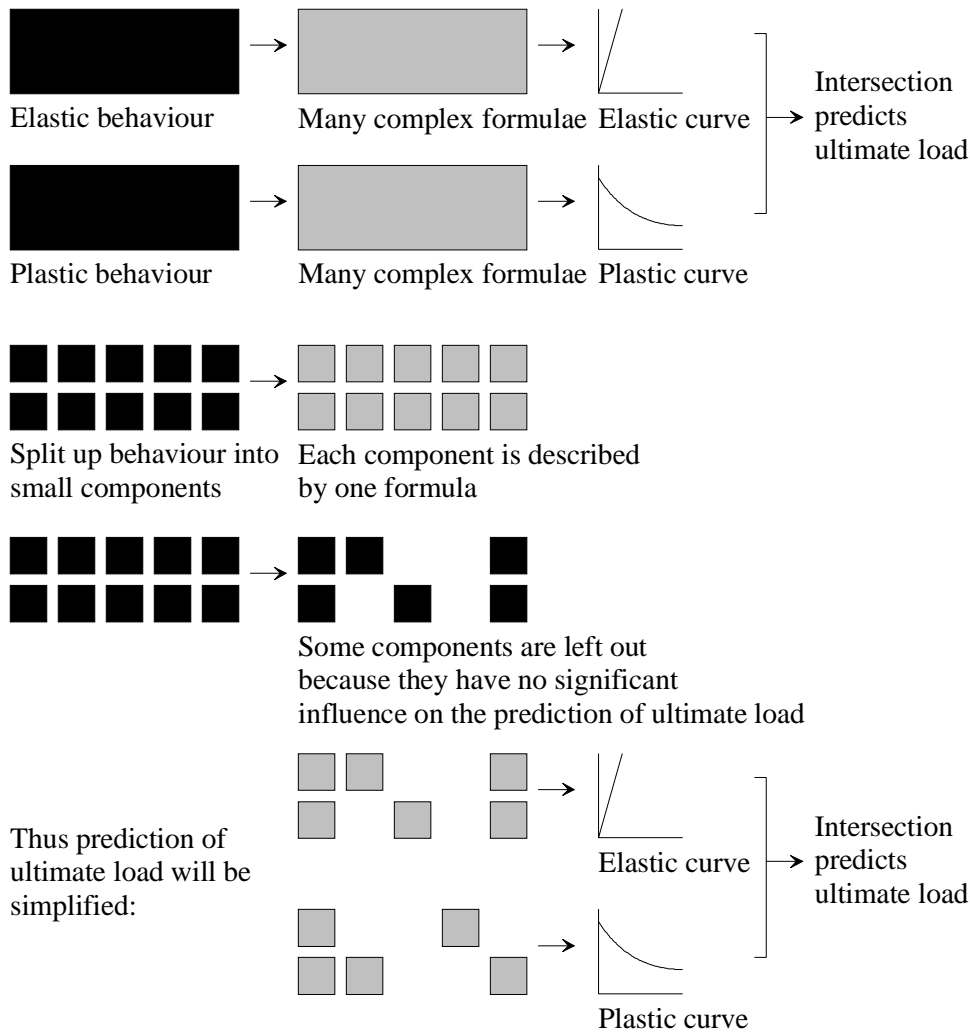 Elastic behaviour
Many complex formulae
Elastic curve
Intersection
predicts
ultimate load
Plastic behaviour
Many complex formulae
Plastic curve
Split up behaviour into
small components
Each component is described
by one formula
Some components are left out
because they have no significant
influence on the prediction of ultimate load
Thus prediction of
ultimate load will be
simplified:
Elastic curve
Intersection
predicts
ultimate load
Plastic curve